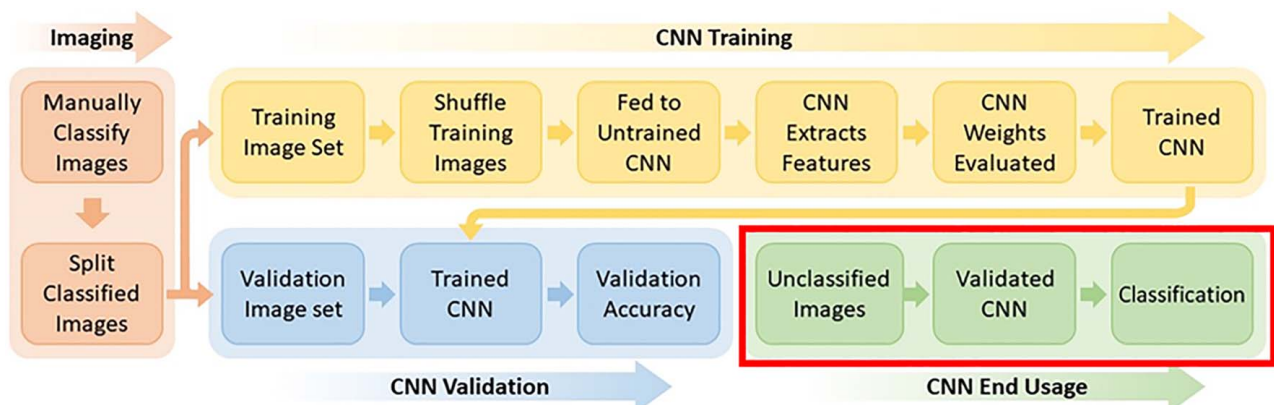 Imaging
CNN Training
Manually
Classify
Images
Training
Image Set
Shuffle
Training
Images
Fed to
Untrained
CNN
CNN
Extracts
Features
CNN
Weights
Evaluated
Trained
CNN
Split
Classified
Images
Validation
Image set
Trained
CNN
Validation
Accuracy
Unclassified
Images
Validated
CNN
Classification
CNN Validation
CNN End Usage